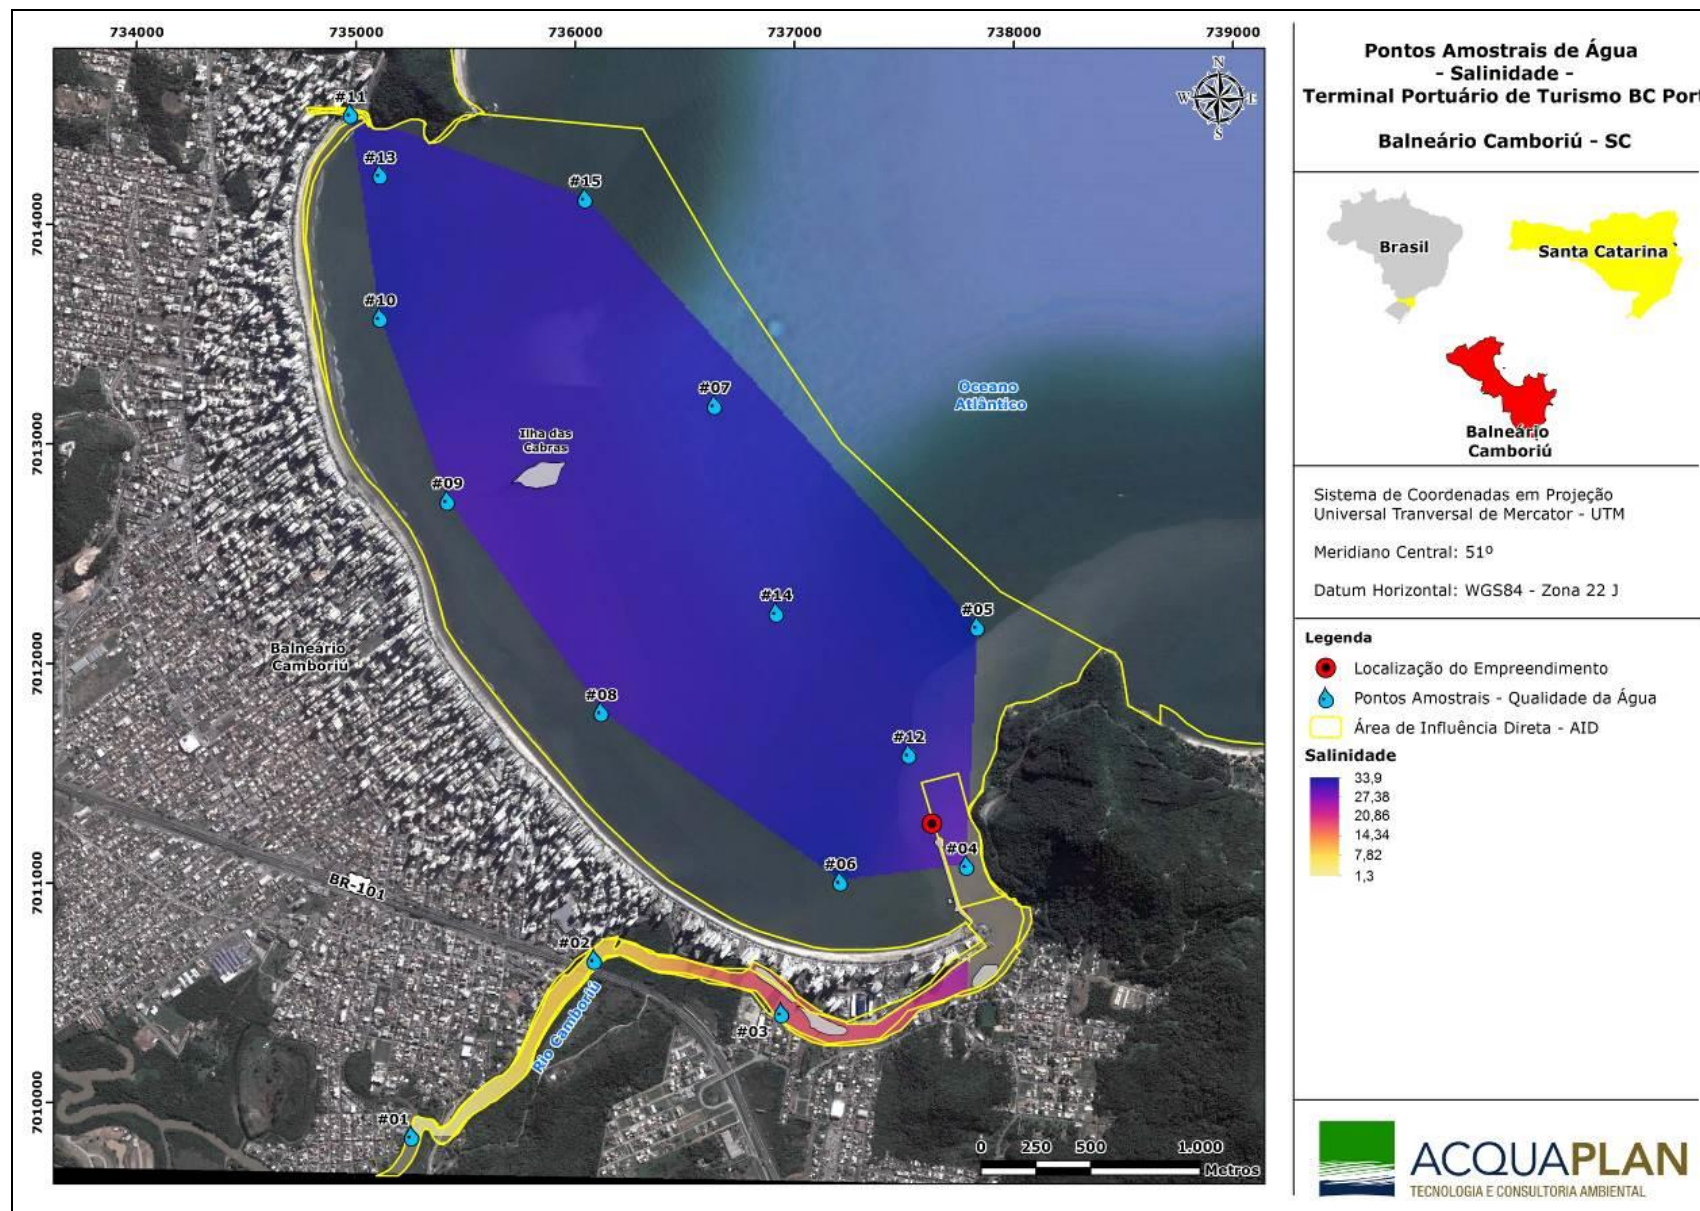 734000
735000
736000
737000
738000
739000
7014000
7013000
7012000
7011000
7010000
N
W
E
S
#11
#13
#15
#10
#07
Oceano
Atlântico
Ilha das
Cabras
#09
#14
#05
Balneário
Camboriú
#08
#12
#04
#06
BR-101
#02
Rio Camboriú
#03
#01
0
250
500
1.000
Metros
Pontos Amostrais de Água
- Salinidade -
Terminal Portuário de Turismo BC Port
Balneário Camboriú - SC
Brasil
Santa Catarina
Balneário
Camboriú
Sistema de Coordenadas em Projeção
Universal Tranversal de Mercator - UTM
Meridiano Central: 51º
Datum Horizontal: WGS84 - Zona 22 J
Legenda
Localização do Empreendimento
Pontos Amostrais - Qualidade da Água
Área de Influência Direta - AID
Salinidade
33,9
27,38
20,86
14,34
7,82
1,3
ACQUAPLAN
TECNOLOGIA E CONSULTORIA AMBIENTAL